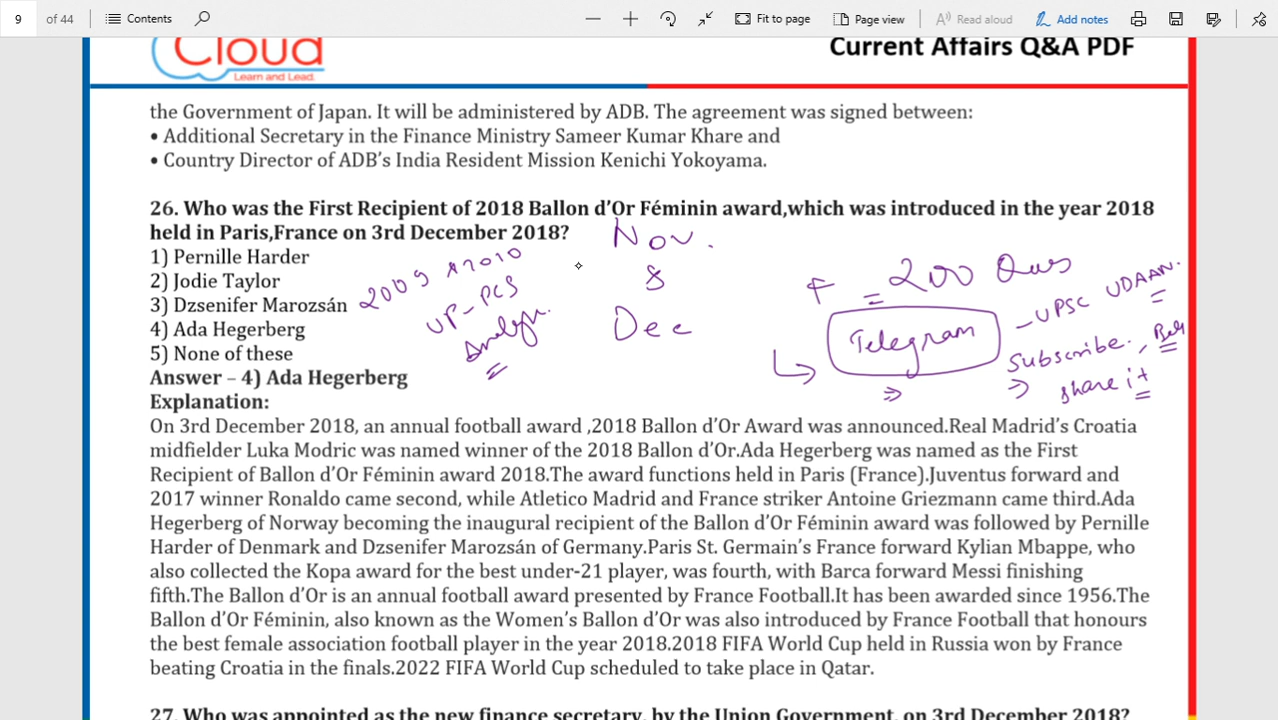 9 of 44 Contents Fit to page Page view Read aloud Add notes
Cloud
Learn and Lead.
Current Affairs Q&A PDF
the Government of Japan. It will be administered by ADB. The agreement was signed between:
• Additional Secretary in the Finance Ministry Sameer Kumar Khare and
• Country Director of ADB's India Resident Mission Kenichi Yokoyama.
26. Who was the First Recipient of 2018 Ballon d'Or Féminin award,which was introduced in the year 2018
held in Paris,France on 3rd December 2018?
1) Pernille Harder
2) Jodie Taylor
3) Dzsenifer Marozsán
4) Ada Hegerberg
5) None of these
Answer – 4) Ada Hegerberg
2009 2010
UP-PCS
Nov.
&
Dec
200 Ques
Telegram
- UPSC UDAAN.
Subscribe.,
share it
Explanation:
On 3rd December 2018, an annual football award ,2018 Ballon d'Or Award was announced.Real Madrid's Croatia
midfielder Luka Modric was named winner of the 2018 Ballon d'Or.Ada Hegerberg was named as the First
Recipient of Ballon d'Or Féminin award 2018.The award functions held in Paris (France).Juventus forward and
2017 winner Ronaldo came second, while Atletico Madrid and France striker Antoine Griezmann came third.Ada
Hegerberg of Norway becoming the inaugural recipient of the Ballon d'Or Féminin award was followed by Pernille
Harder of Denmark and Dzsenifer Marozsán of Germany.Paris St. Germain's France forward Kylian Mbappe, who
also collected the Kopa award for the best under-21 player, was fourth, with Barca forward Messi finishing
fifth.The Ballon d'Or is an annual football award presented by France Football.It has been awarded since 1956.The
Ballon d'Or Féminin, also known as the Women's Ballon d'Or was also introduced by France Football that honours
the best female association football player in the year 2018.2018 FIFA World Cup held in Russia won by France
beating Croatia in the finals.2022 FIFA World Cup scheduled to take place in Qatar.
27. Who was appointed as the new finance secretary, by the Union Government, on 3rd December 2018?